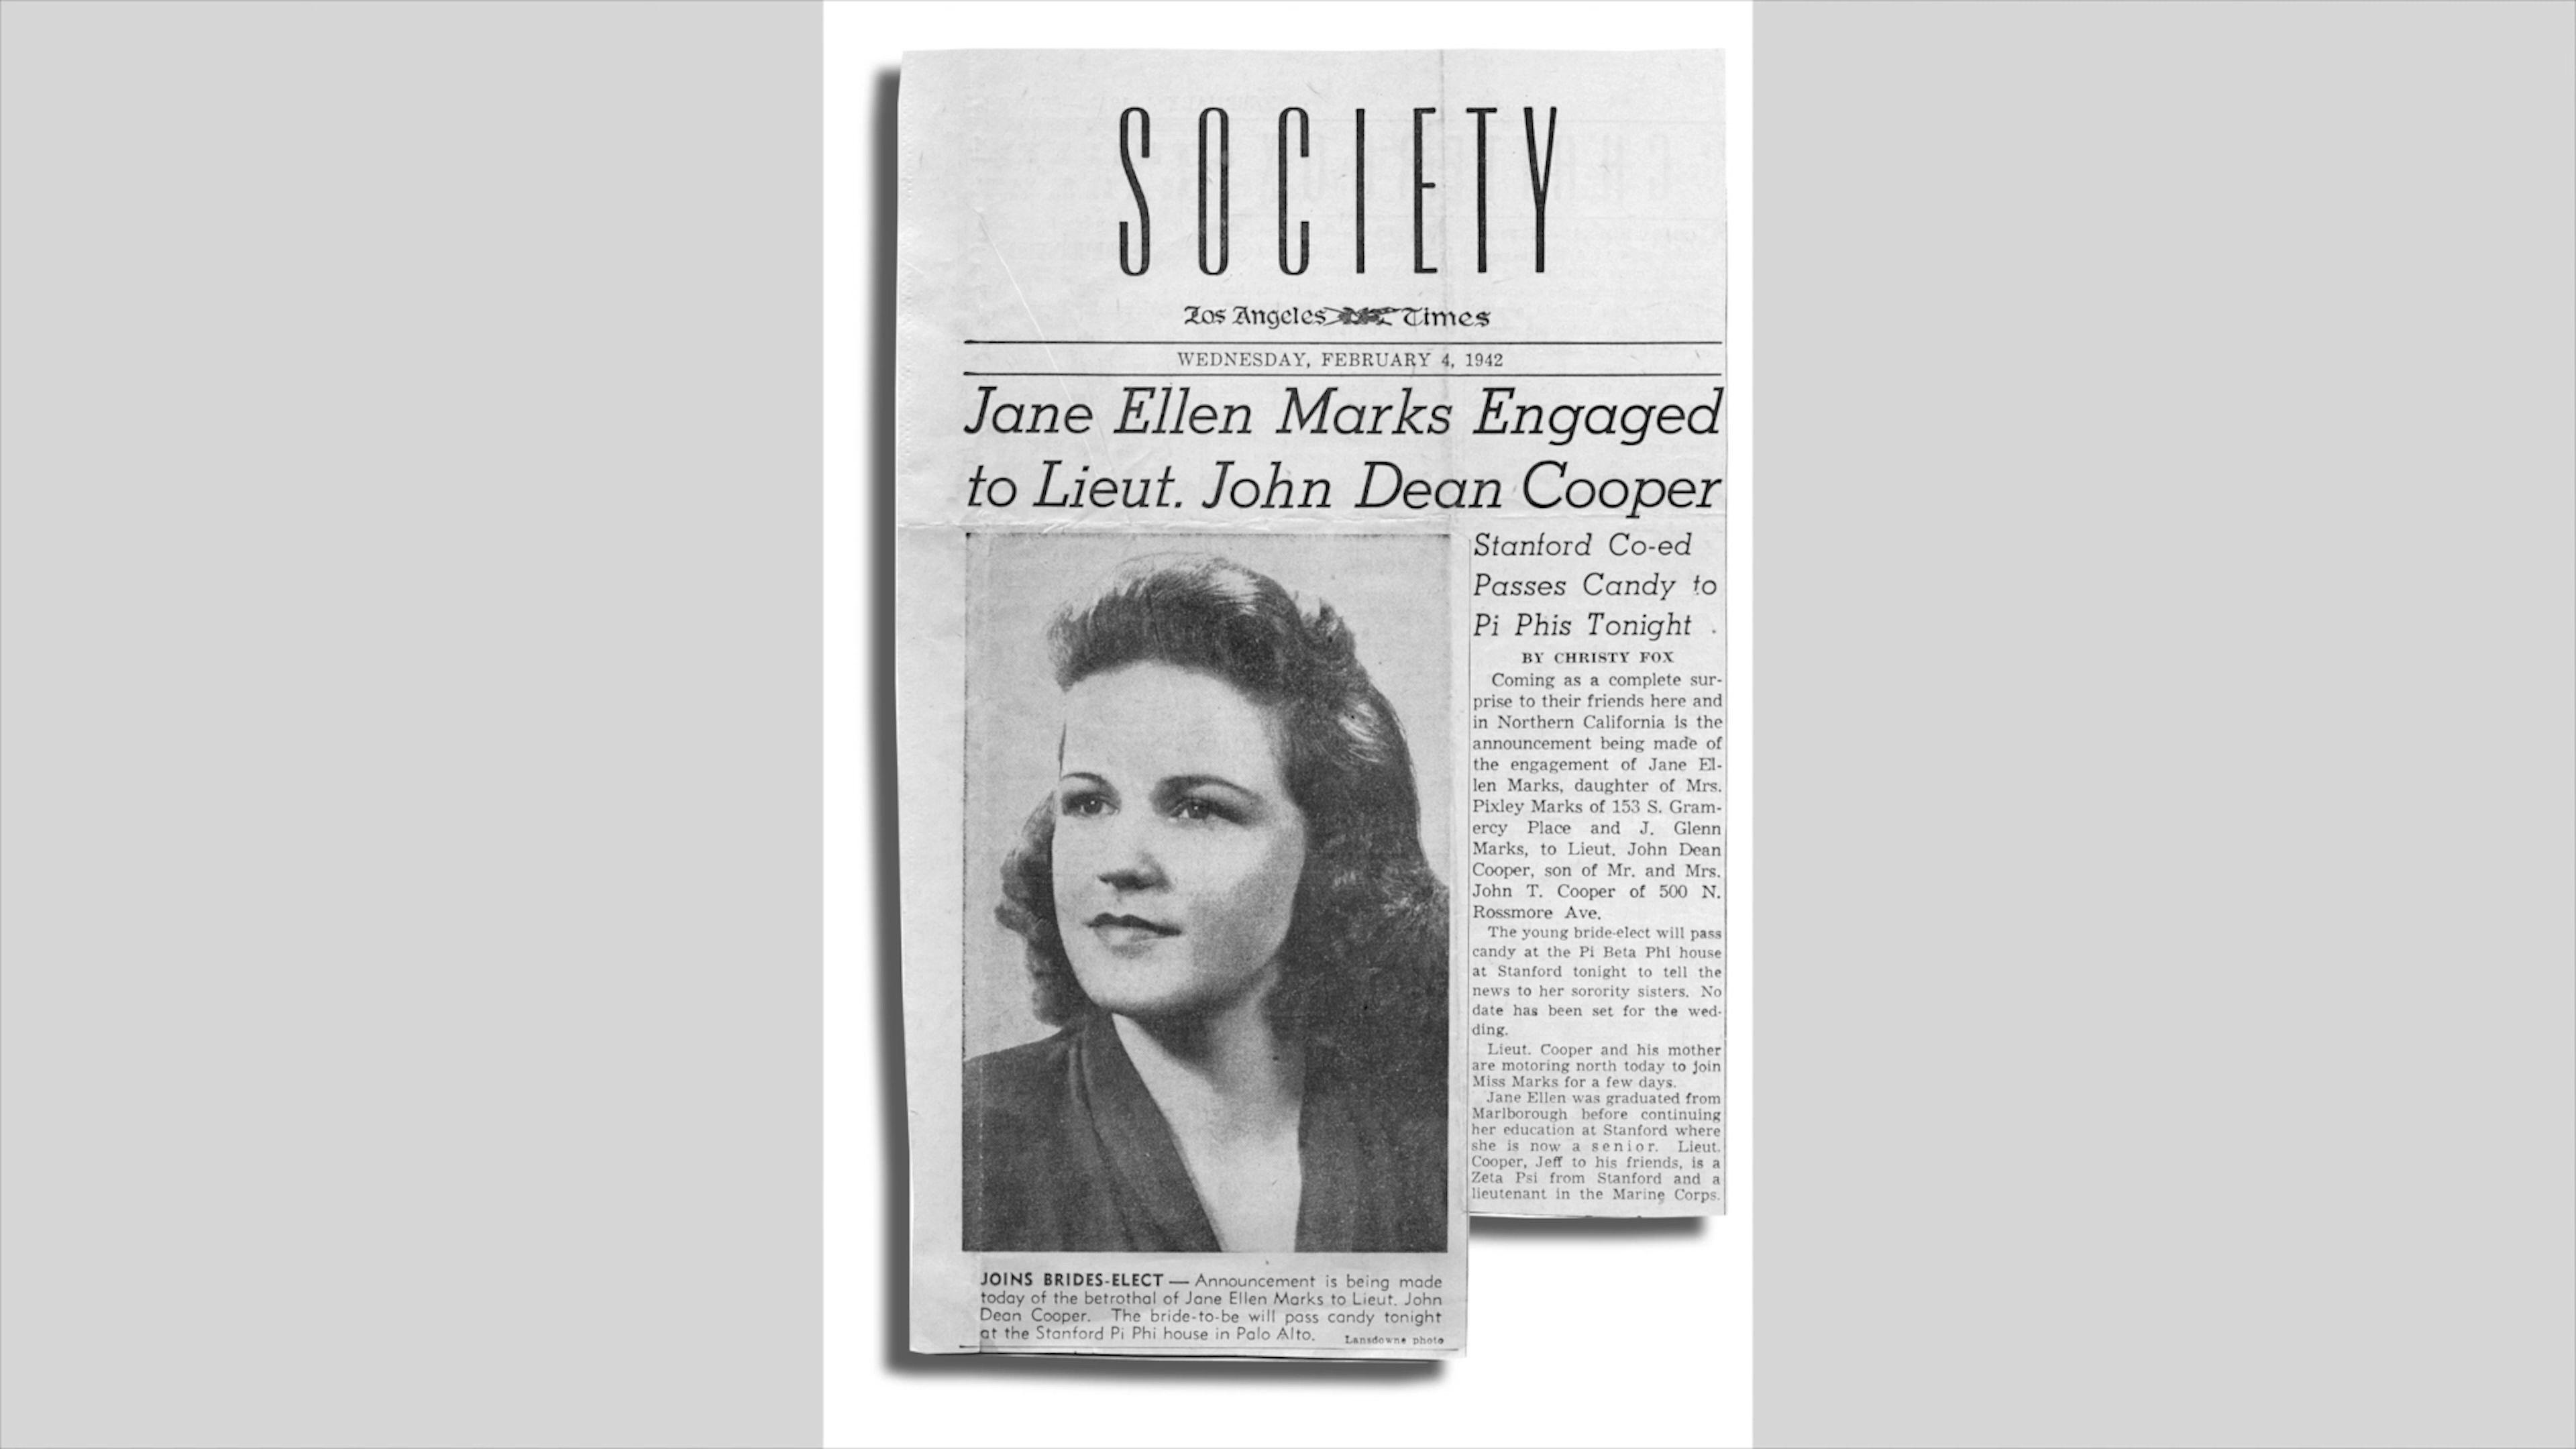 SOCIETY
Los Angeles Times
WEDNESDAY, FEBRUARY 4, 1942
Jane Ellen Marks Engaged
to Lieut. John Dean Cooper
Stanford Co-ed
Passes Candy to
Pi Phis Tonight
BY CHRISTY FOX
Coming as a complete sur-
prise to their friends here and
in Northern California is the
announcement being made of
the engagement of Jane El-
len Marks, daughter of Mrs.
Pixley Marks of 153 S. Gram-
ercy Place and J. Glenn
Marks, to Lieut. John Dean
Cooper, son of Mr. and Mrs.
John T. Cooper of 500 N.
Rossmore Ave.
The young bride-elect will pass
candy at the Pi Beta Phi house
at Stanford tonight to tell the
news to her sorority sisters. No
date has been set for the wed-
ding.
Lieut. Cooper and his mother
are motoring north today to join
Miss Marks for a few days.
Jane Ellen was graduated from
Marlborough before continuing
her education at Stanford where
she is now a senior. Lieut.
Cooper, Jeff to his friends, is a
Zeta Psi from Stanford and a
lieutenant in the Marine Corps.
JOINS BRIDES-ELECT — Announcement is being made
today of the betrothal of Jane Ellen Marks to Lieut. John
Dean Cooper. The bride-to-be will pass candy tonight
at the Stanford Pi Phi house in Palo Alto. Lansdowne photo